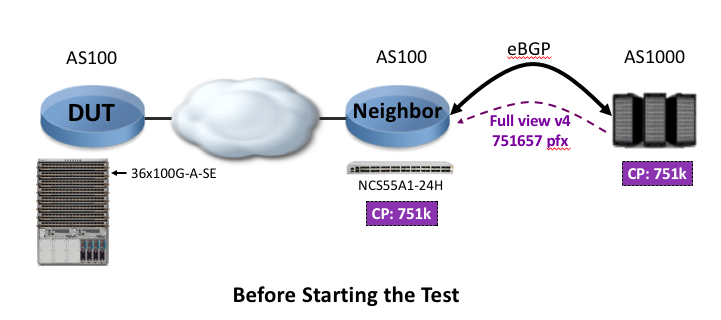 eBGP
AS100
AS100
AS1000
DUT
Neighbor
Full view v4
751657 pfx
36x100G-A-SE
NCS55A1-24H
CP: 751k
CP: 751k
Before Starting the Test